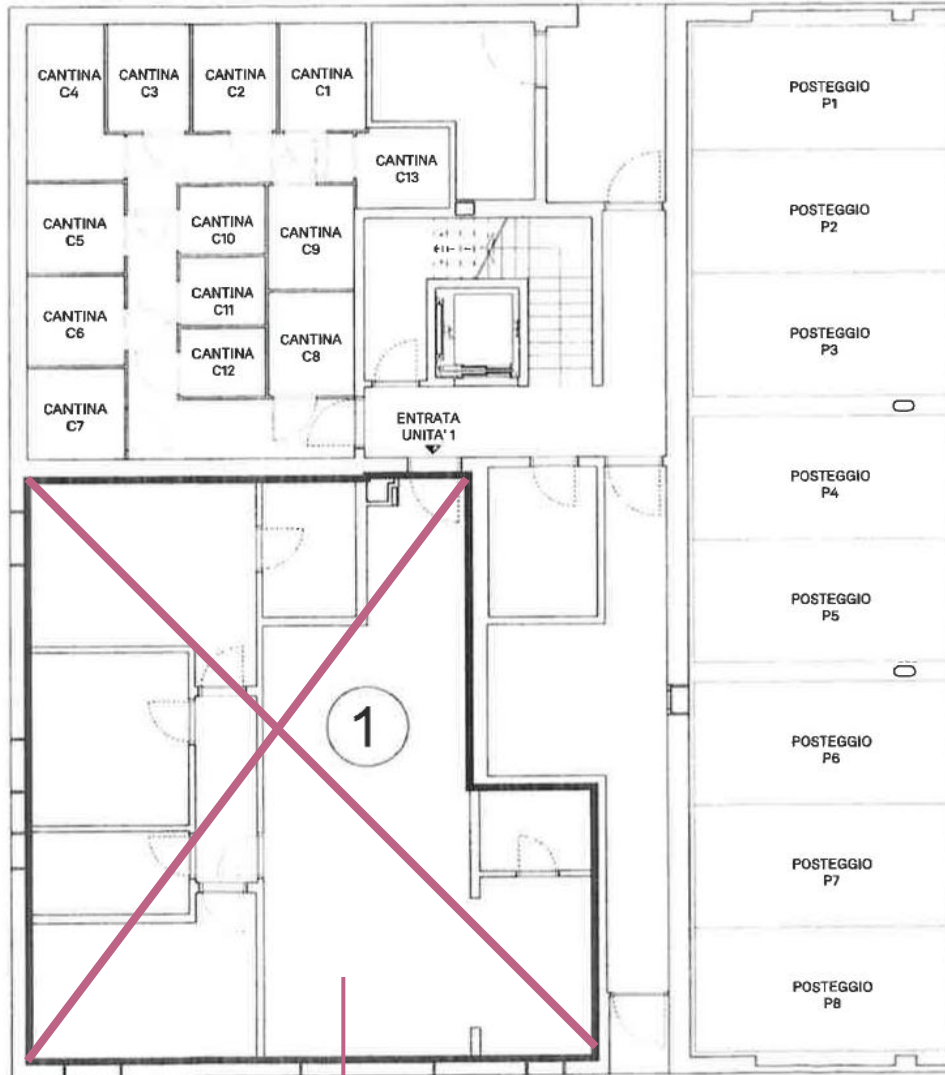 CANTINA
C4
CANTINA
C3
CANTINA
C2
CANTINA
C1
POSTEGGIO
P1
CANTINA
C13
CANTINA
C5
CANTINA
C10
CANTINA
C9
POSTEGGIO
P2
CANTINA
C6
CANTINA
C11
CANTINA
C12
CANTINA
C8
POSTEGGIO
P3
CANTINA
C7
ENTRATA
UNITA' 1
POSTEGGIO
P4
POSTEGGIO
P5
1
POSTEGGIO
P6
POSTEGGIO
P7
POSTEGGIO
P8